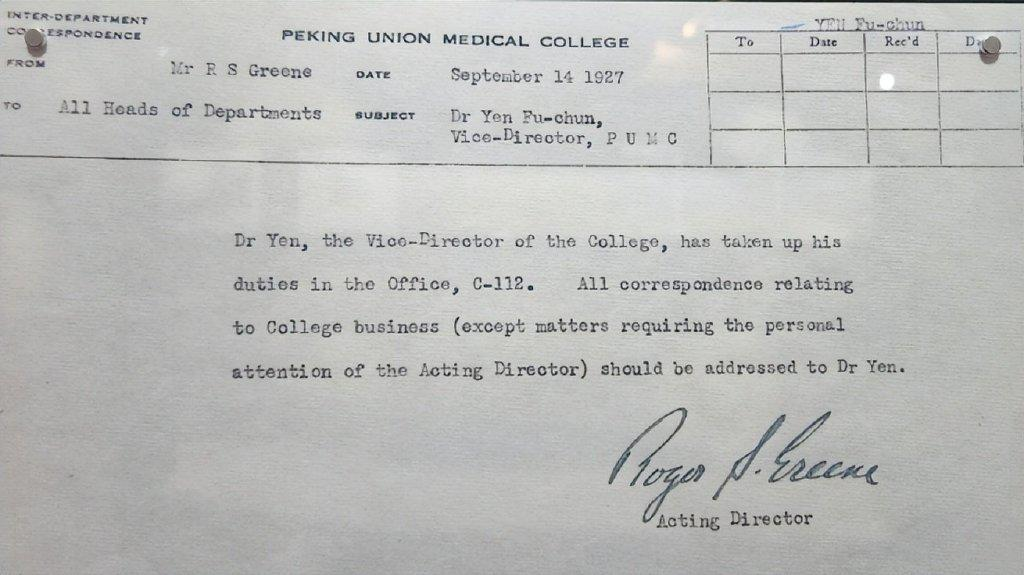 INTER-DEPARTMENT
CORRESPONDENCE
PEKING UNION MEDICAL COLLEGE
YEN Fu-chun
To Date Rec'd
FROM Mr R S Greene DATE September 14 1927
TO All Heads of Departments SUBJECT Dr Yen Fu-chun,
Vice-Director, P U M C
Dr Yen, the Vice-Director of the College, has taken up his
duties in the Office, C-112. All correspondence relating
to College business (except matters requiring the personal
attention of the Acting Director) should be addressed to Dr Yen.
Roger S. Greene
Acting Director